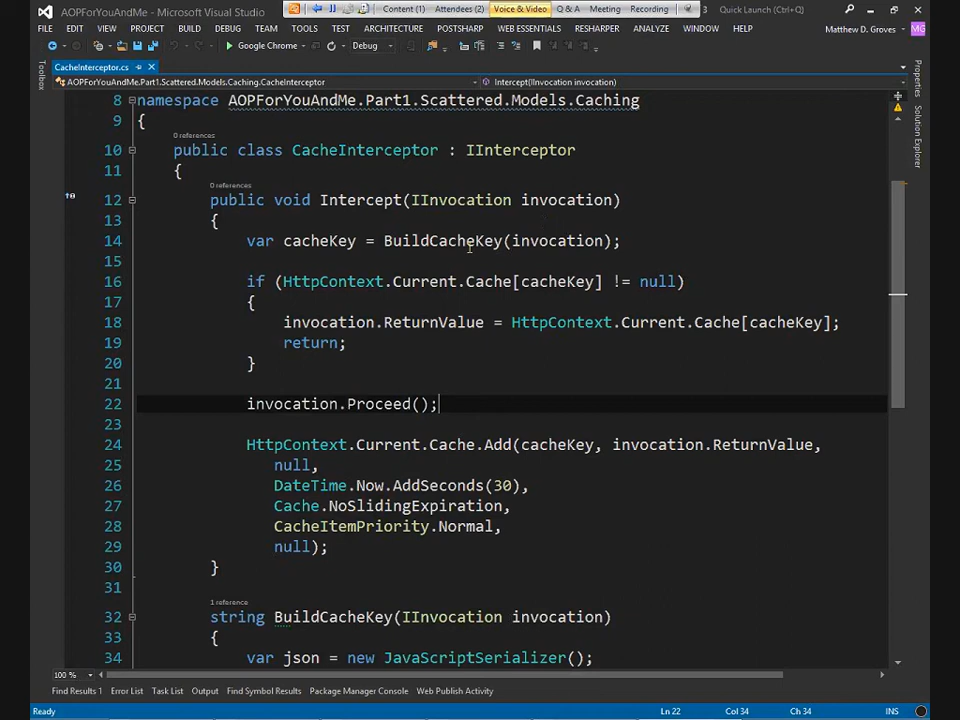 AOPForYouAndMe - Microsoft Visual Studio
Content (1) Attendees (2) Voice & Video Q & A Meeting Recording
3 Quick Launch (Ctrl+Q)
FILE EDIT VIEW PROJECT BUILD DEBUG TEAM TOOLS TEST ARCHITECTURE POSTSHARP WEB ESSENTIALS RESHARPER ANALYZE WINDOW HELP Matthew D. Groves MG
Google Chrome Debug
CacheInterceptor.cs
AOPForYouAndMe.Part1.Scattered.Models.Caching.CacheInterceptor Intercept(IInvocation invocation)
Toolbox
Properties
Solution Explorer
8 namespace AOPForYouAndMe.Part1.Scattered.Models.Caching
9 {
0 references
10 public class CacheInterceptor : IInterceptor
11 {
0 references
12 public void Intercept(IInvocation invocation)
13 {
14 var cacheKey = BuildCacheKey(invocation);
15
16 if (HttpContext.Current.Cache[cacheKey] != null)
17 {
18 invocation.ReturnValue = HttpContext.Current.Cache[cacheKey];
19 return;
20 }
21
22 invocation.Proceed();
23
24 HttpContext.Current.Cache.Add(cacheKey, invocation.ReturnValue,
25 null,
26 DateTime.Now.AddSeconds(30),
27 Cache.NoSlidingExpiration,
28 CacheItemPriority.Normal,
29 null);
30 }
31
1 reference
32 string BuildCacheKey(IInvocation invocation)
33 {
34 var json = new JavaScriptSerializer();
100 %
Find Results 1 Error List Task List Output Find Symbol Results Package Manager Console Web Publish Activity
Ready Ln 22 Col 34 Ch 34 INS